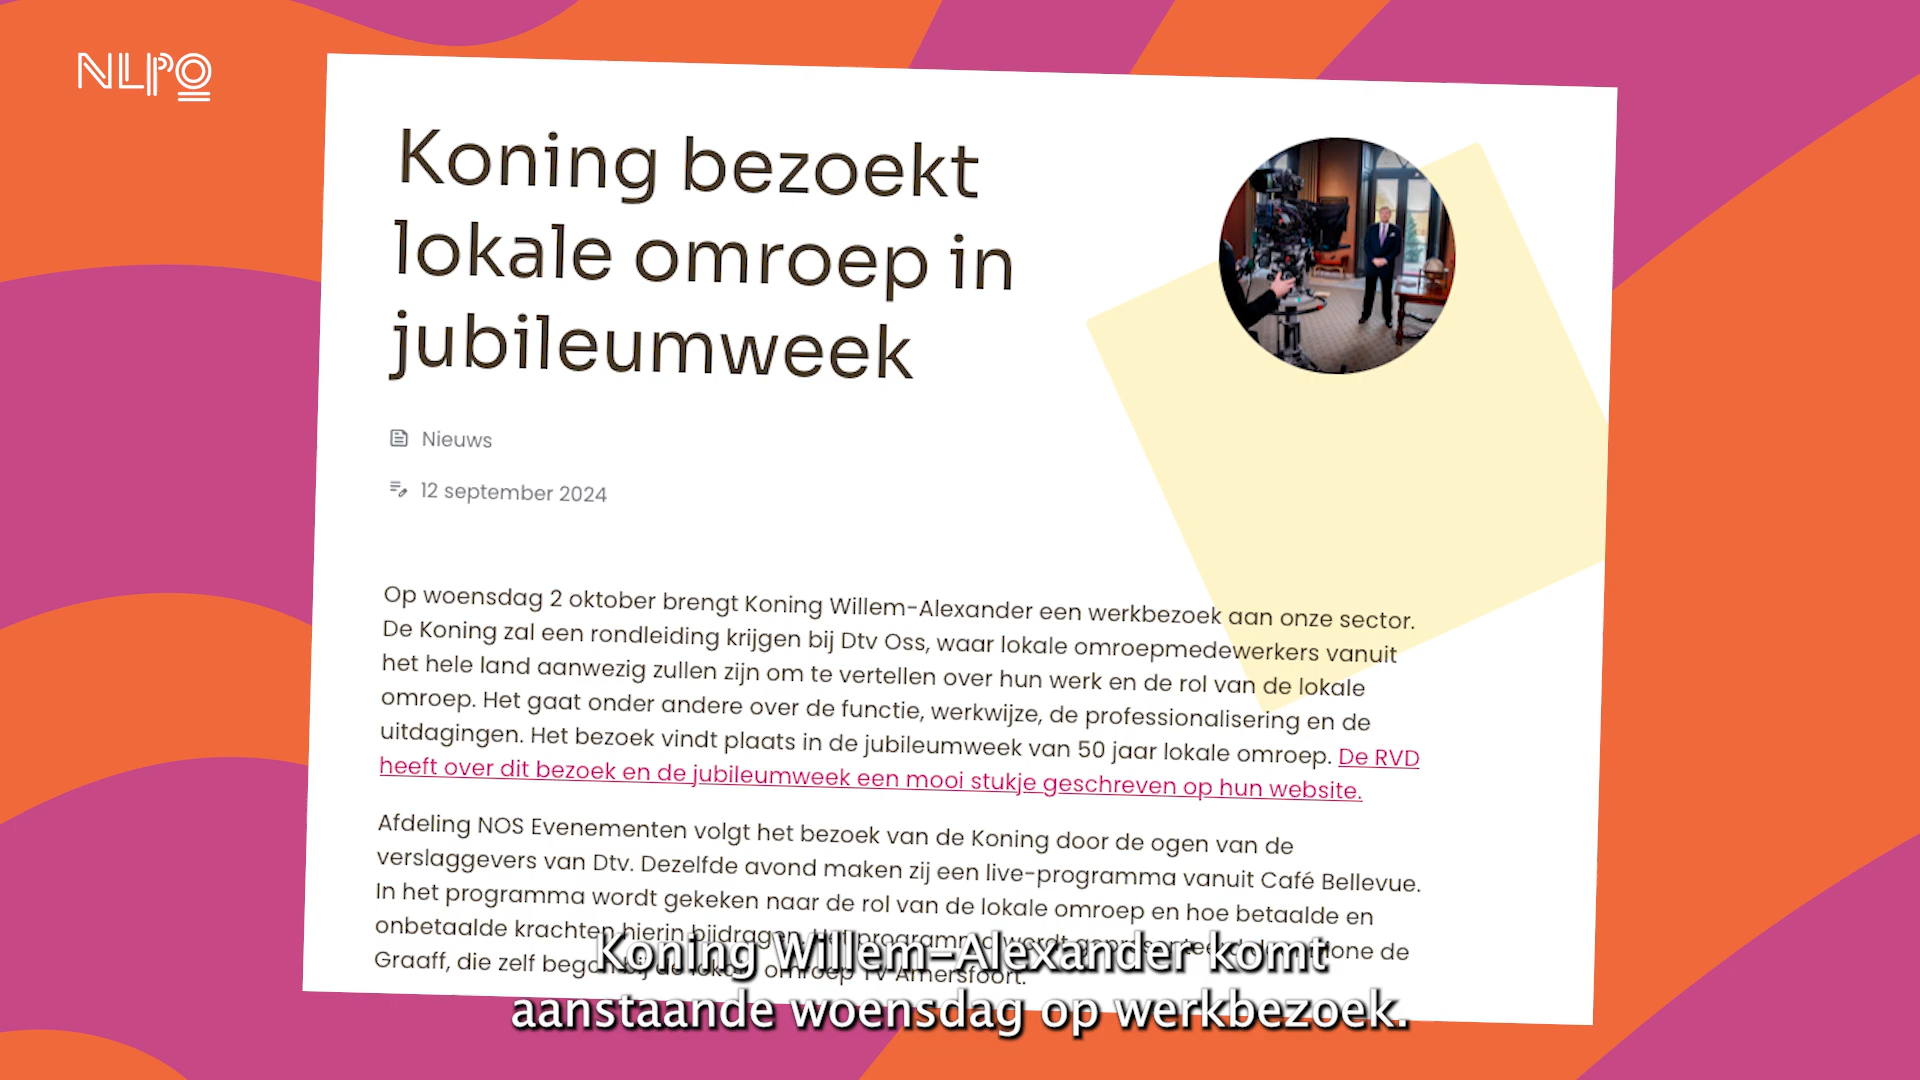 NLPO
Koning bezoekt
lokale omroep in
jubileumweek
Nieuws
12 september 2024
Op woensdag 2 oktober brengt Koning Willem-Alexander een werkbezoek aan onze sector.
De Koning zal een rondleiding krijgen bij Dtv Oss, waar lokale omroepmedewerkers vanuit
het hele land aanwezig zullen zijn om te vertellen over hun werk en de rol van de lokale
omroep. Het gaat onder andere over de functie, werkwijze, de professionalisering en de
uitdagingen. Het bezoek vindt plaats in de jubileumweek van 50 jaar lokale omroep. De RVD
heeft over dit bezoek en de jubileumweek een mooi stukje geschreven op hun website.
Afdeling NOS Evenementen volgt het bezoek van de Koning door de ogen van de
verslaggevers van Dtv. Dezelfde avond maken zij een live-programma vanuit Café Bellevue.
In het programma wordt gekeken naar de rol van de lokale omroep en hoe betaalde en
onbetaalde krachten hierin bijdragen. programma wordt de
Graaff, die zelf begon omroep TV Amersfoort.
Koning Willem-Alexander komt
aanstaande woensdag op werkbezoek.